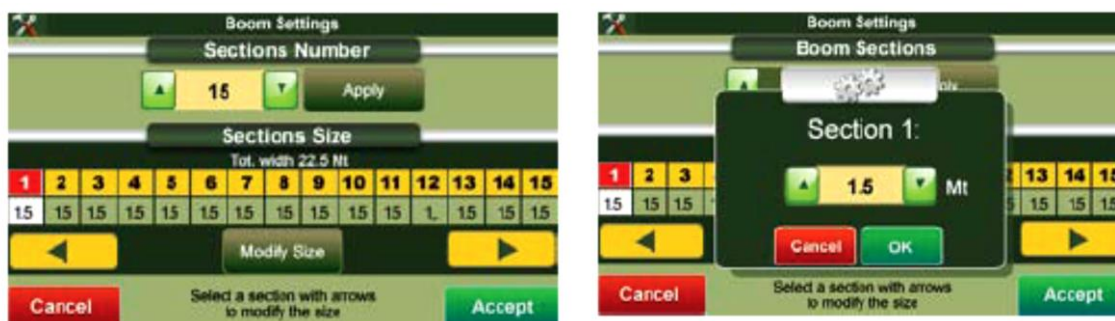 Boom Settings
Sections Number
15
Apply
Sections Size
Tot. width 22.5 Mt
1 2 3 4 5 6 7 8 9 10 11 12 13 14 15
1.5 1.5 1.5 1.5 1.5 1.5 1.5 1.5 1.5 1.5 1.5 1. 1.5 1.5 1.5
Modify Size
Cancel
Select a section with arrows
to modify the size
Accept
Boom Settings
Boom Sections
Section 1:
1.5 Mt
1 2 3 13 14 15
1.5 1.5 1.5 1.5 1.5 1.5
Cancel OK
Cancel
Select a section with arrows
to modify the size
Accept